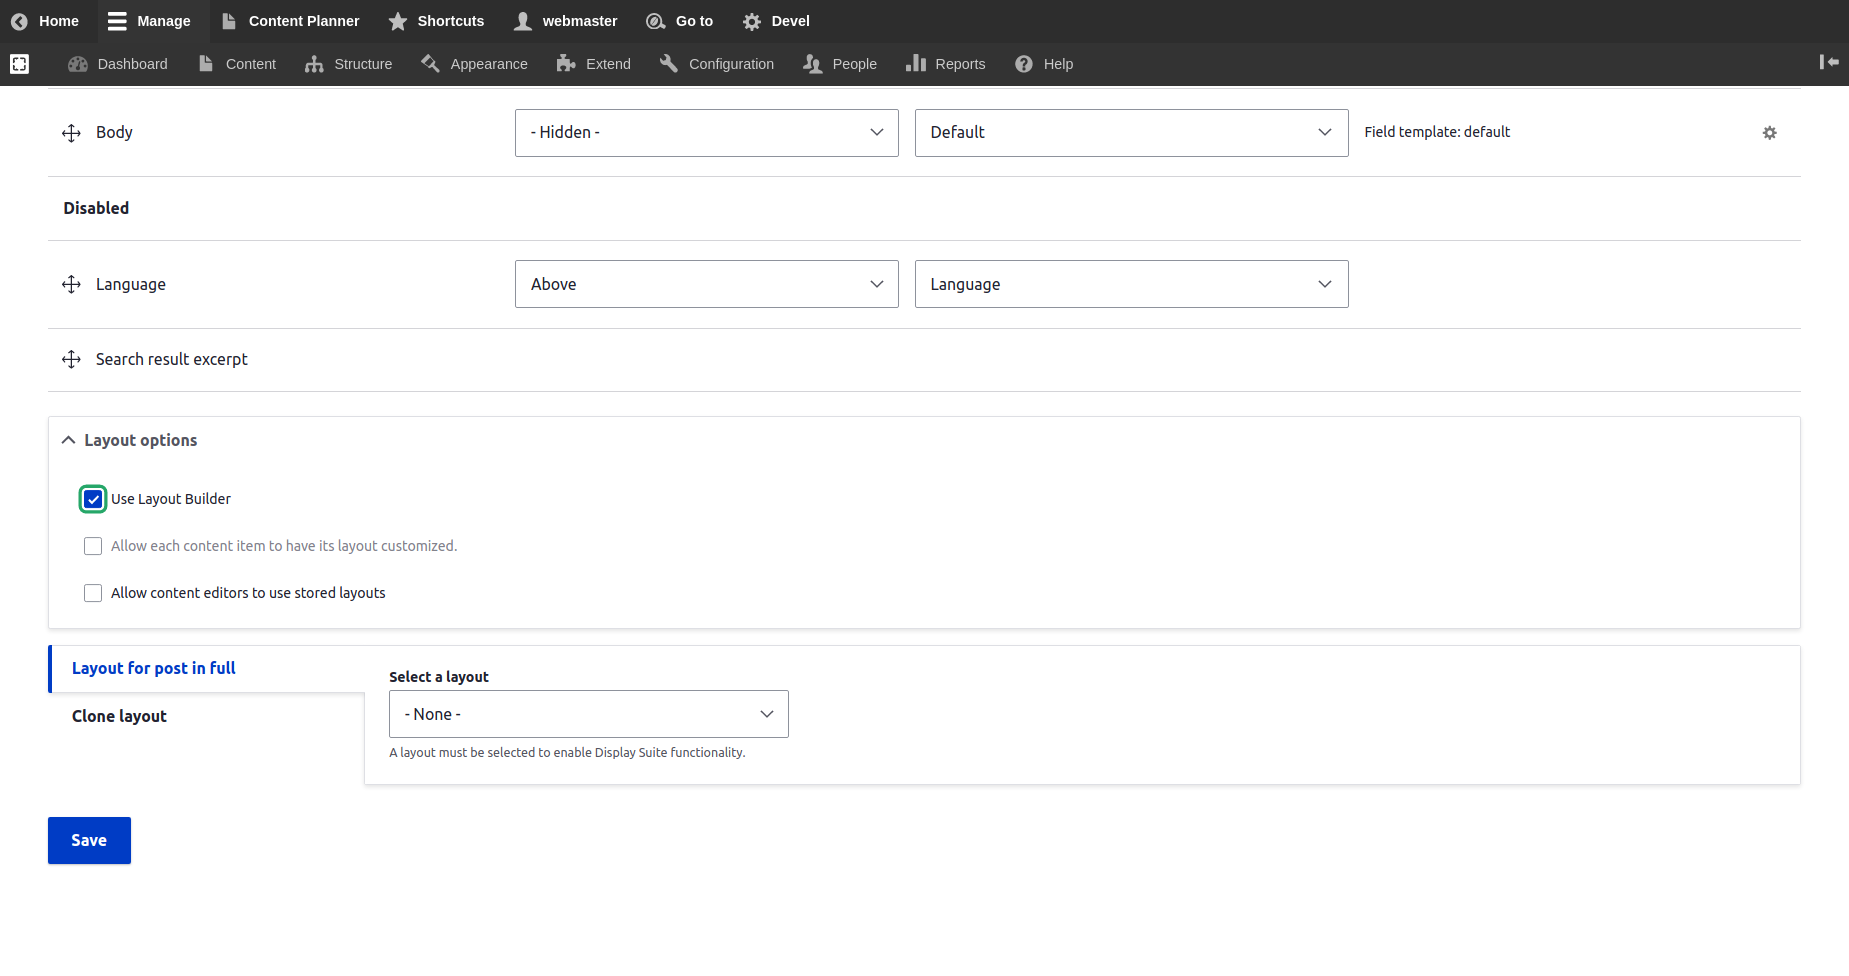 Home Manage Content Planner Shortcuts webmaster Go to Devel
Dashboard Content Structure Appearance Extend Configuration People Reports Help
Body - Hidden - Default Field template: default
Disabled
Language Above Language
Search result excerpt
Layout options
Use Layout Builder
Allow each content item to have its layout customized.
Allow content editors to use stored layouts
Layout for post in full
Clone layout
Select a layout
- None -
A layout must be selected to enable Display Suite functionality.
Save